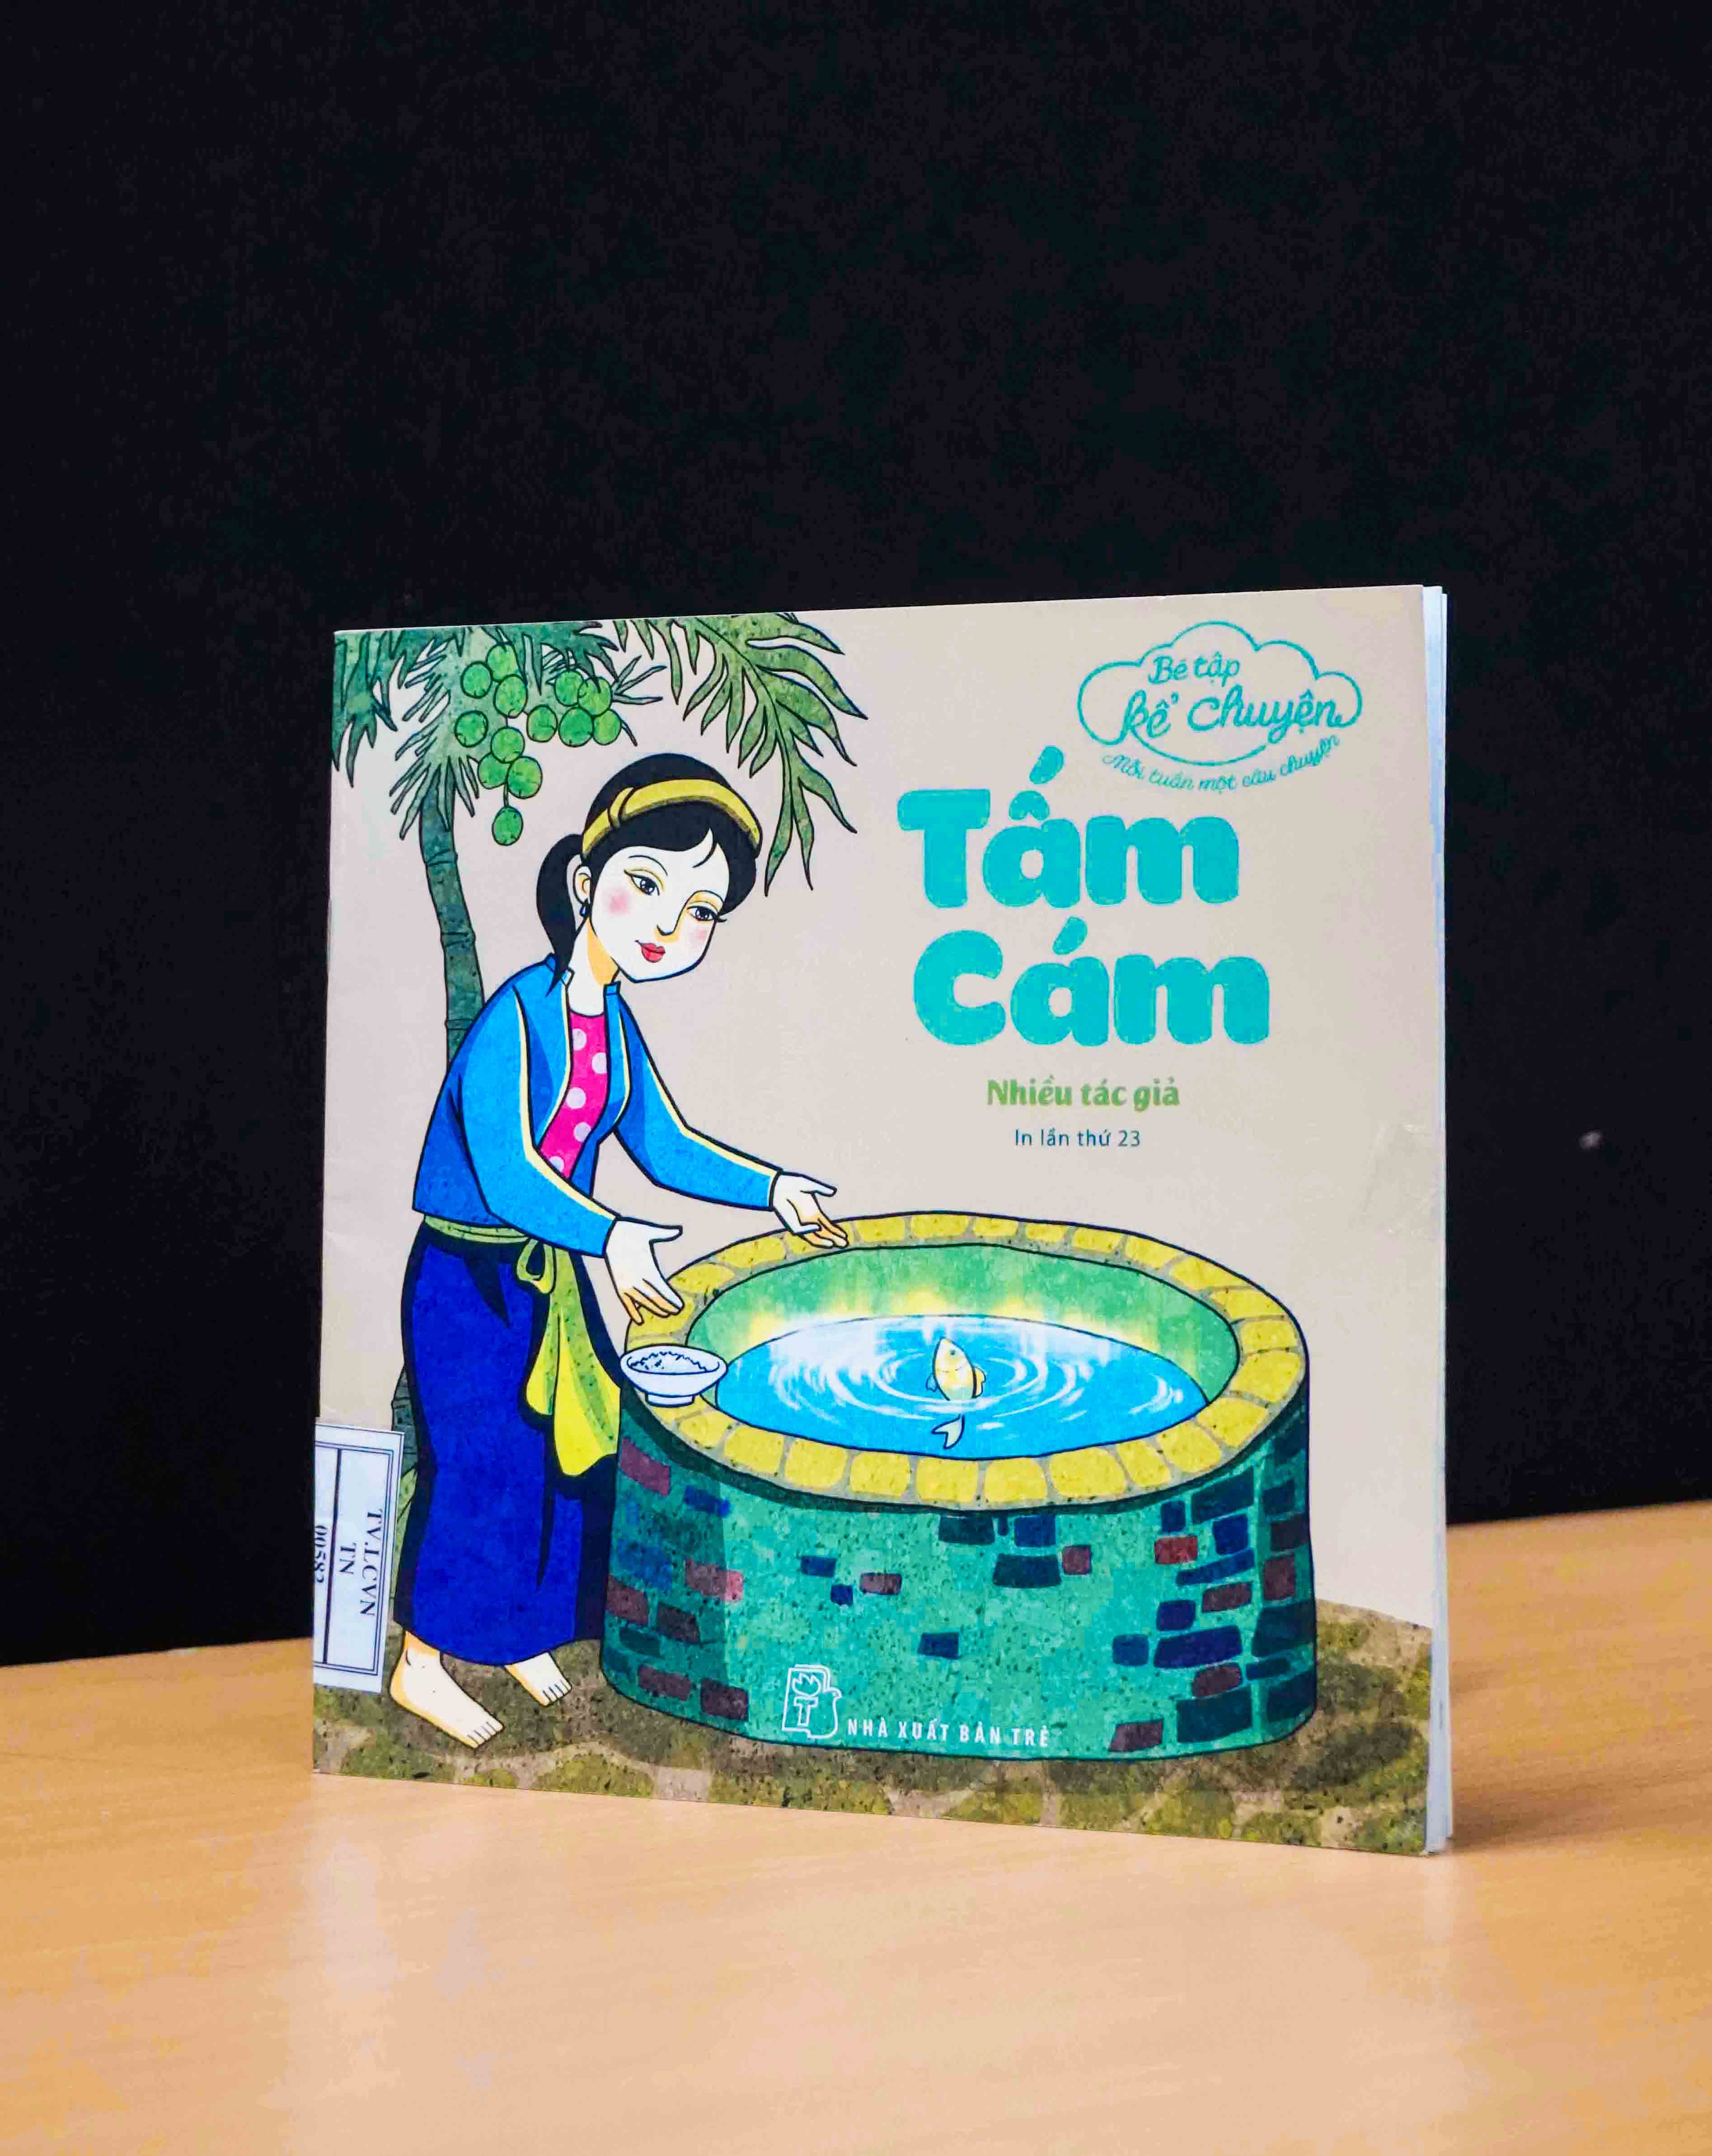 Bé tập
kể chuyện
Mỗi tuần một câu chuyện
Tấm
Cám
Nhiều tác giả
In lần thứ 23
TV.LCVN
TN
00582
T
NHÀ XUẤT BẢN TRẺ